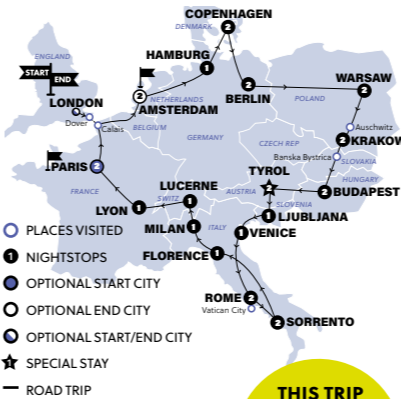 COPENHAGEN
2
DENMARK
HAMBURG
1
ENGLAND
START
END
LONDON
Dover
Calais
2
AMSTERDAM
NETHERLANDS
BELGIUM
2
BERLIN
POLAND
WARSAW
2
GERMANY
Auschwitz
2
KRAKOW
CZECH REP
Banska Bystrica
SLOVAKIA
PARIS
2
FRANCE
LUCERNE
1
SWITZ
TYROL
2
AUSTRIA
HUNGARY
2
BUDAPEST
SLOVENIA
LYON
1
1
LJUBLJANA
MILAN
1
ITALY
1
VENICE
FLORENCE
1
ROME
2
Vatican City
2
SORRENTO
PLACES VISITED
1 NIGHTSTOPS
OPTIONAL START CITY
OPTIONAL END CITY
OPTIONAL START/END CITY
1 SPECIAL STAY
ROAD TRIP
THIS TRIP